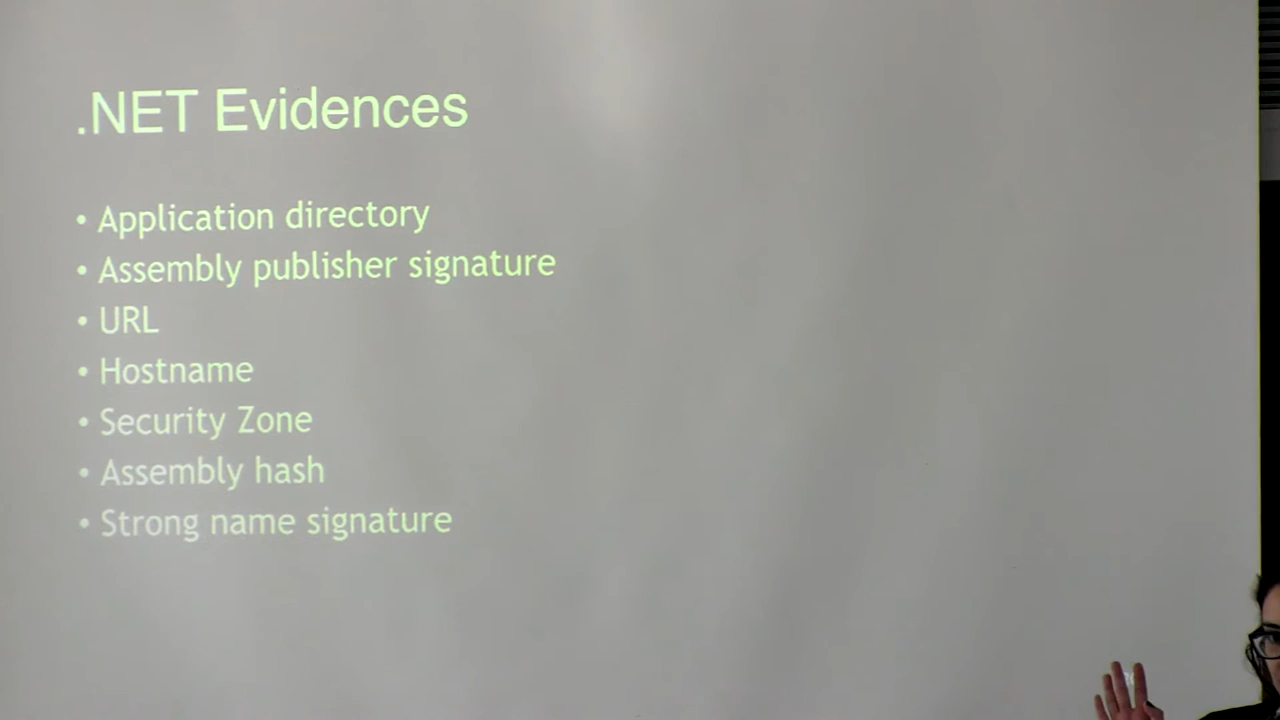 .NET Evidences
• Application directory
• Assembly publisher signature
• URL
• Hostname
• Security Zone
• Assembly hash
• Strong name signature